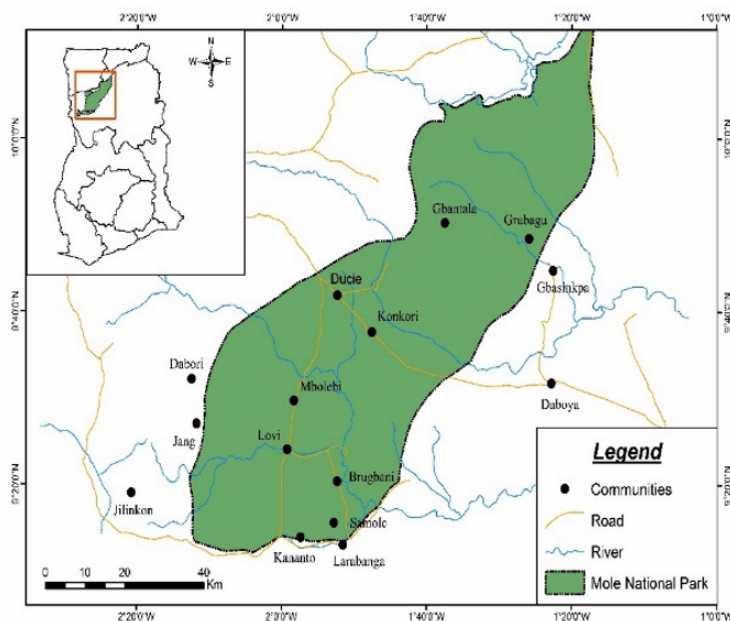 2°20'0"W 2°0'0"W 1°40'0"W 1°20'0"W 1°0'0"W
N
W E
S
10°0'0"N
10°0'0"N
Gbantala
Grubagu
Gbasiakpa
Ducie
9°40'0"N
9°40'0"N
Konkori
Dabori
Daboya
Mbolebi
Jang
Lovi
Legend
Brugbani
Communities
9°20'0"N
9°20'0"N
Jilinkon
Samole
Road
Kananto
River
Larabanga
Mole National Park
0 5 10 20 30 40
Km
2°20'0"W 2°0'0"W 1°40'0"W 1°20'0"W 1°0'0"W